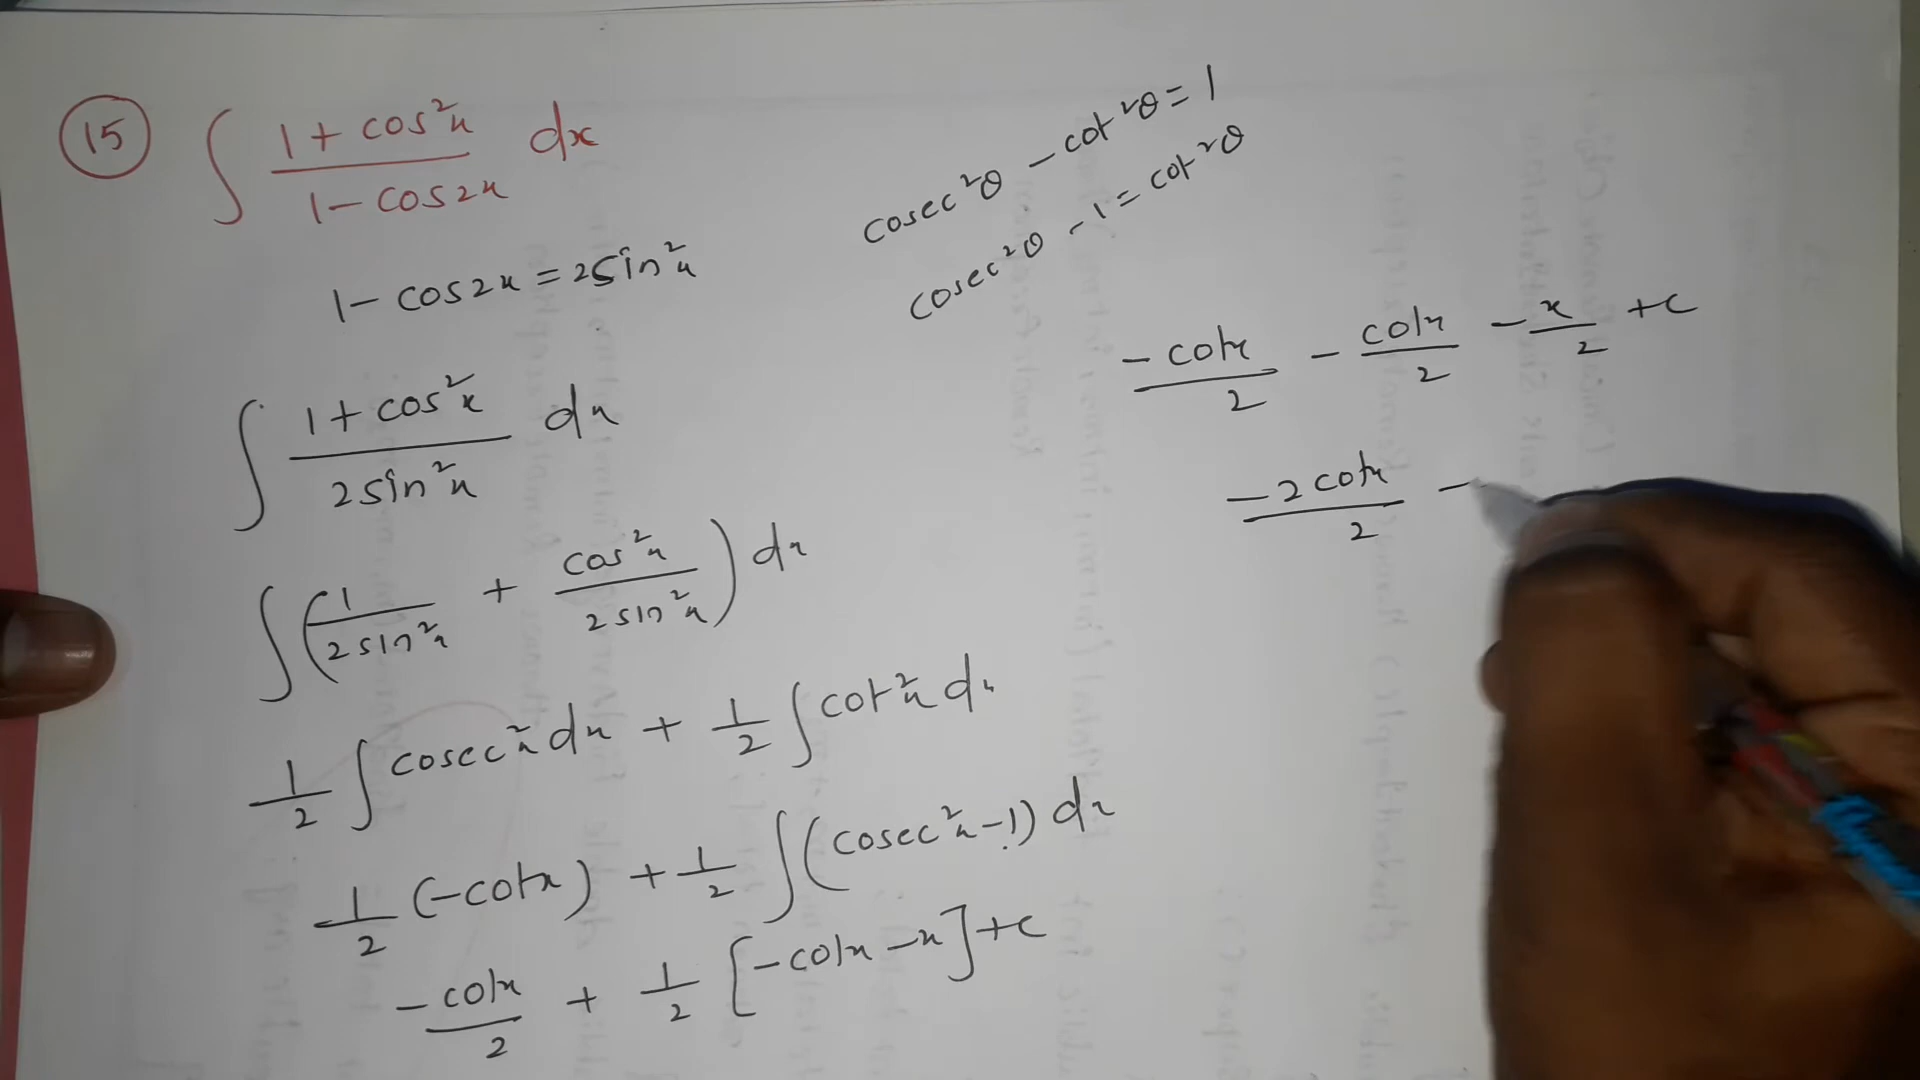 15 ∫ 1 + cos²x / 1 - cos2x dx
1 - cos2x = 2sin²x
∫ 1 + cos²x / 2sin²x dx
∫ ( 1 / 2sin²x + cos²x / 2sin²x ) dx
1/2 ∫ cosec²x dx + 1/2 ∫ cot²x dx
1/2 (-cotx) + 1/2 ∫ (cosec²x - 1) dx
-cotx/2 + 1/2 [-cotx - x] + c
cosec²θ - cot²θ = 1
cosec²θ - 1 = cot²θ
-cotx/2 - cotx/2 - x/2 + c
-2cotx/2 -